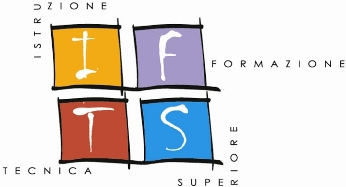 ISTRUZIONE
I F
FORMAZIONE
T S
TECNICA
SUPERIORE